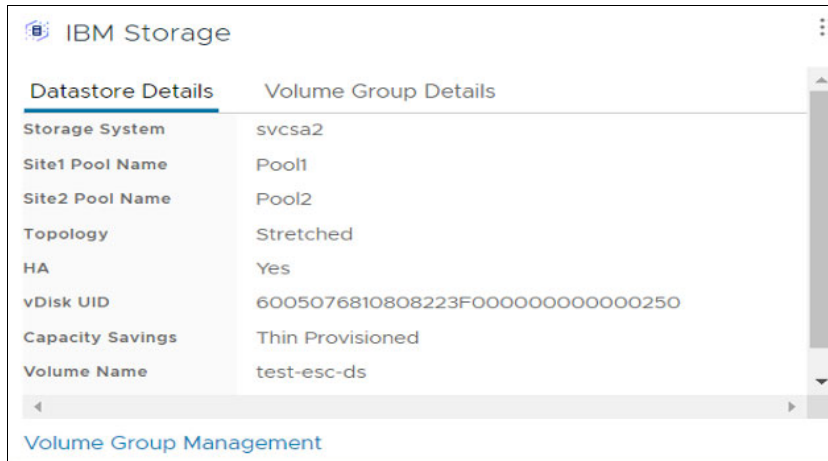 IBM Storage
Datastore Details Volume Group Details
Storage System svcsa2
Site1 Pool Name Pool1
Site2 Pool Name Pool2
Topology Stretched
HA Yes
vDisk UID 6005076810808223F000000000000250
Capacity Savings Thin Provisioned
Volume Name test-esc-ds
Volume Group Management